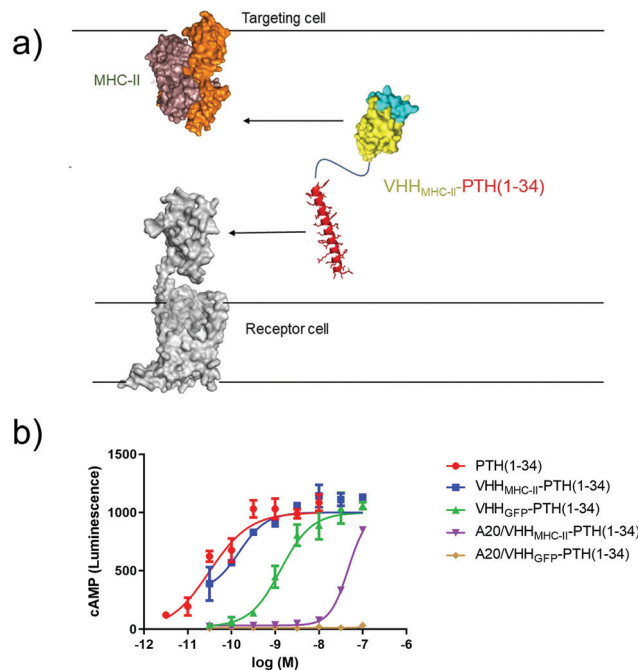 a)
Targeting cell
MHC-II
VHHMHC-II-PTH(1-34)
Receptor cell
b)
cAMP (Luminescence)
1500
1000
500
0
-12 -11 -10 -9 -8 -7 -6
log (M)
PTH(1-34)
VHHMHC-II-PTH(1-34)
VHHGFP-PTH(1-34)
A20/VHHMHC-II-PTH(1-34)
A20/VHHGFP-PTH(1-34)